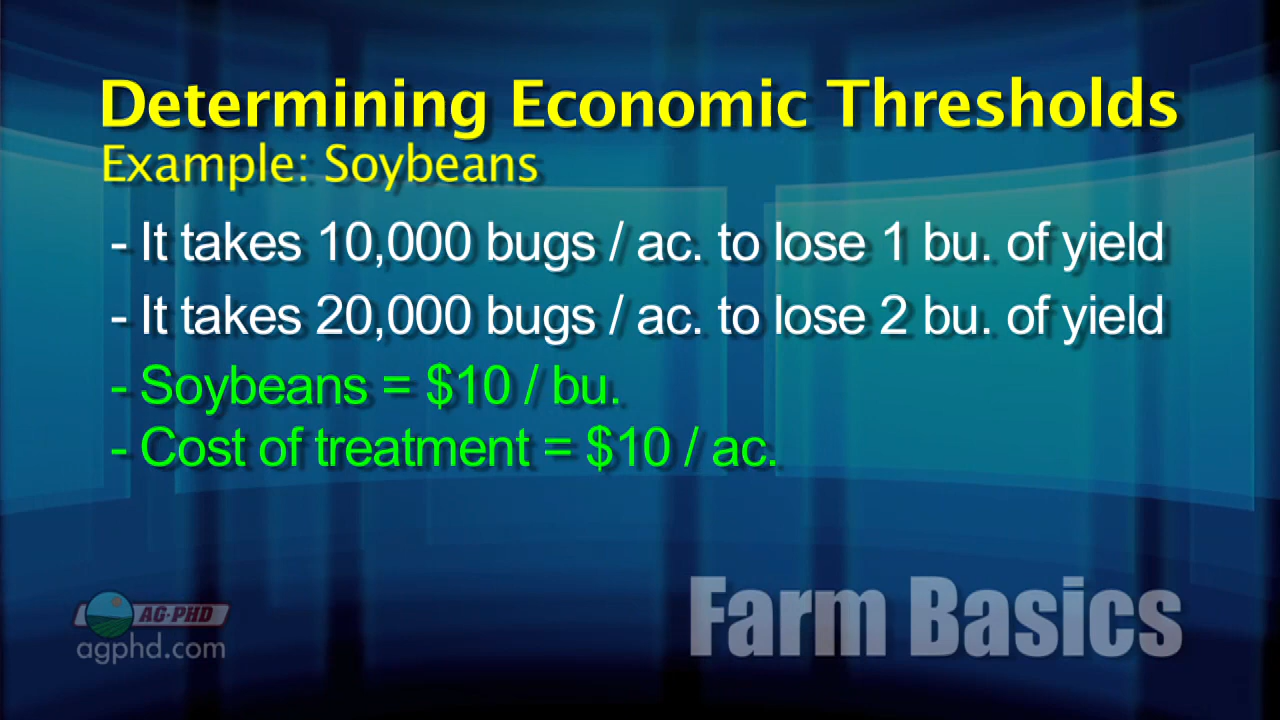 Determining Economic Thresholds
Example: Soybeans
- It takes 10,000 bugs / ac. to lose 1 bu. of yield
- It takes 20,000 bugs / ac. to lose 2 bu. of yield
- Soybeans = $10 / bu.
- Cost of treatment = $10 / ac.
AG-PHD
agphd.com
Farm Basics